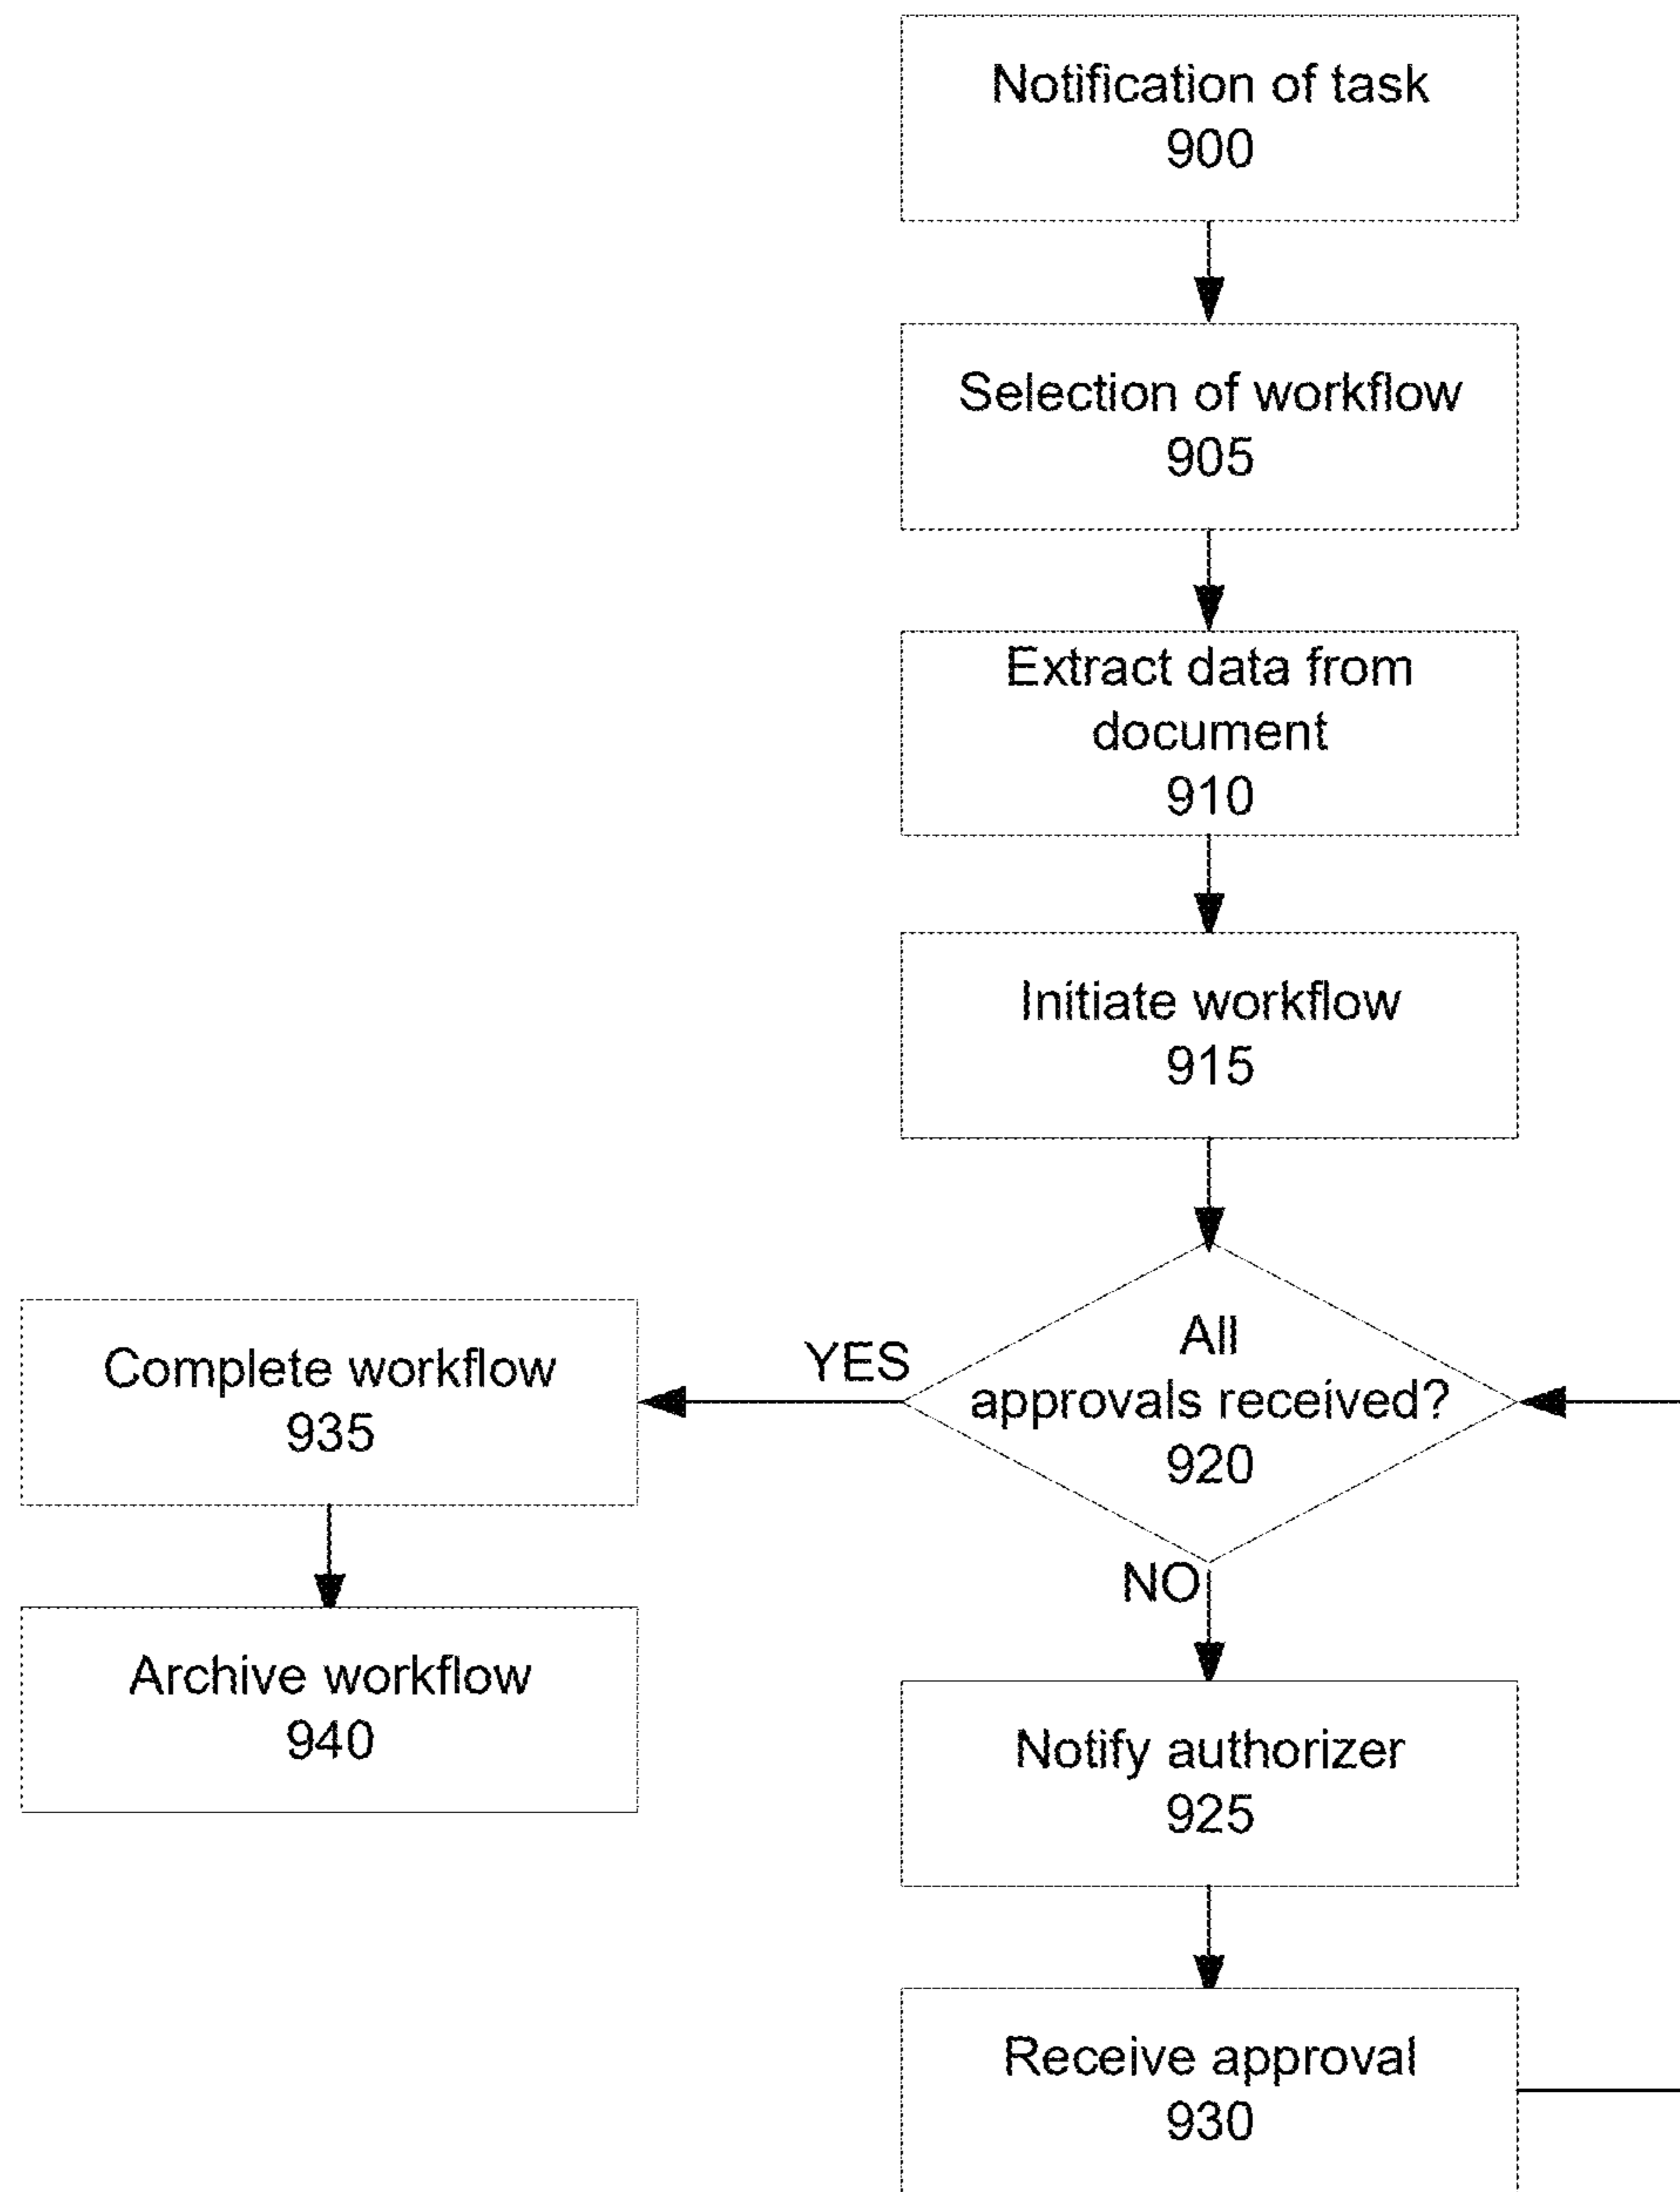 Notification of task
900
Selection of workflow
905
Extract data from
document
910
Initiate workflow
915
All
approvals received?
920
YES
Complete workflow
935
Archive workflow
940
NO
Notify authorizer
925
Receive approval
930